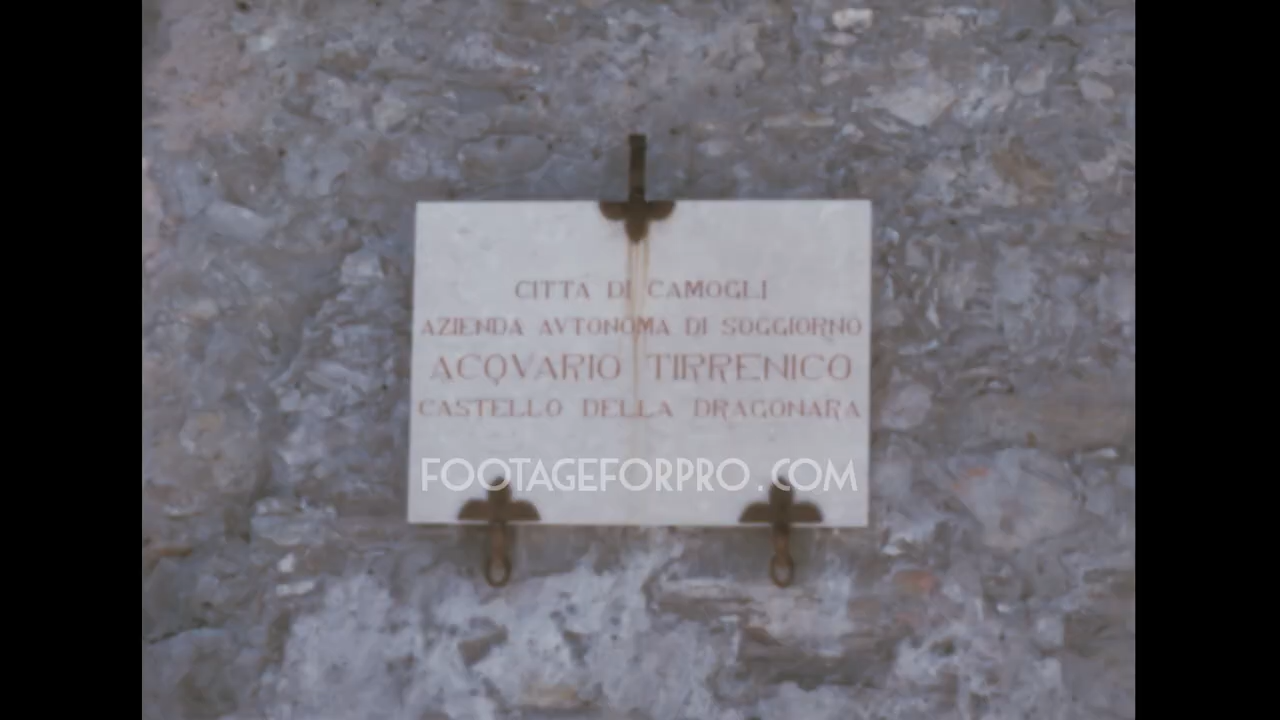 CITTA DI CAMOGLI
AZIENDA AVTONOMA DI SOGGIORNO
ACQVARIO TIRRENICO
CASTELLO DELLA DRAGONARA
FOOTAGEFORPRO.COM